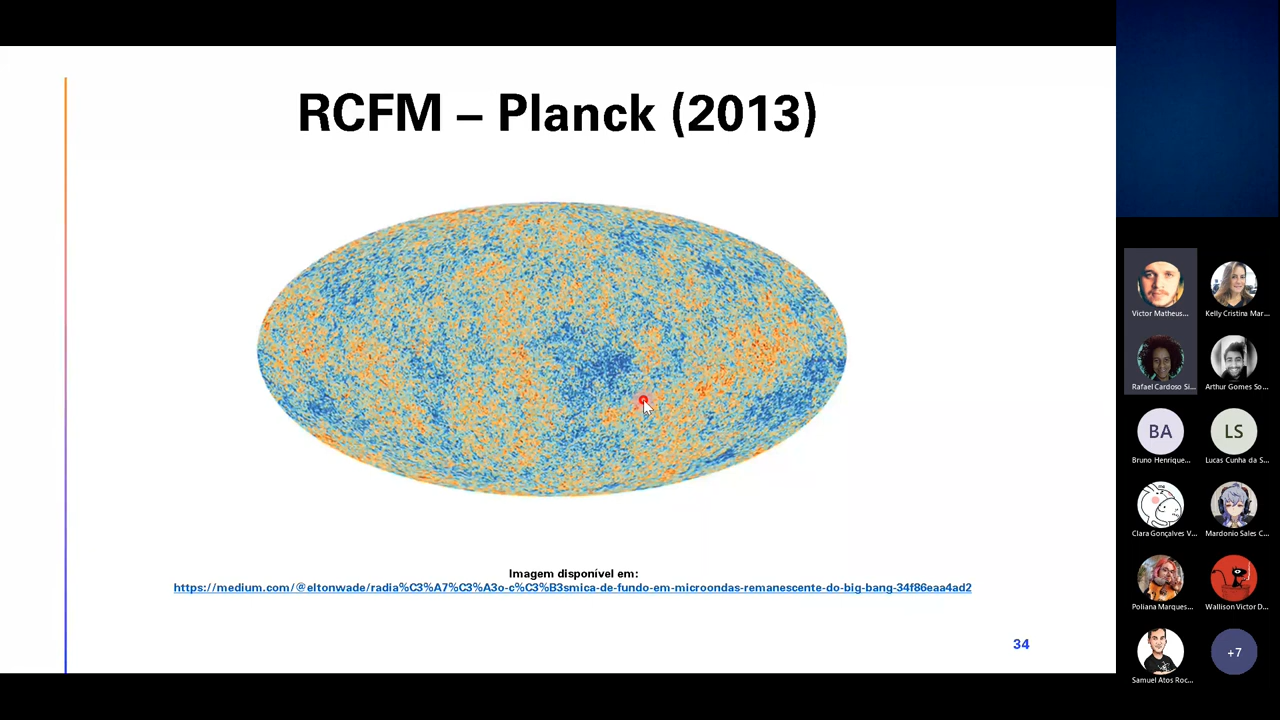 RCFM – Planck (2013)
Imagem disponível em:
https://medium.com/@eltonwade/radia%C3%A7%C3%A3o-c%C3%B3smica-de-fundo-em-microondas-remanescente-do-big-bang-34f86eaa4ad2
34
Victor Matheus...
Kelly Cristina Mar...
Rafael Cardoso Si...
Arthur Gomes So...
BA
LS
Bruno Henrique...
Lucas Cunha da S...
Clara Gonçalves V...
Mardonio Sales C...
Poliana Marques...
Wallison Victor D...
+7
Samuel Atos Roc...